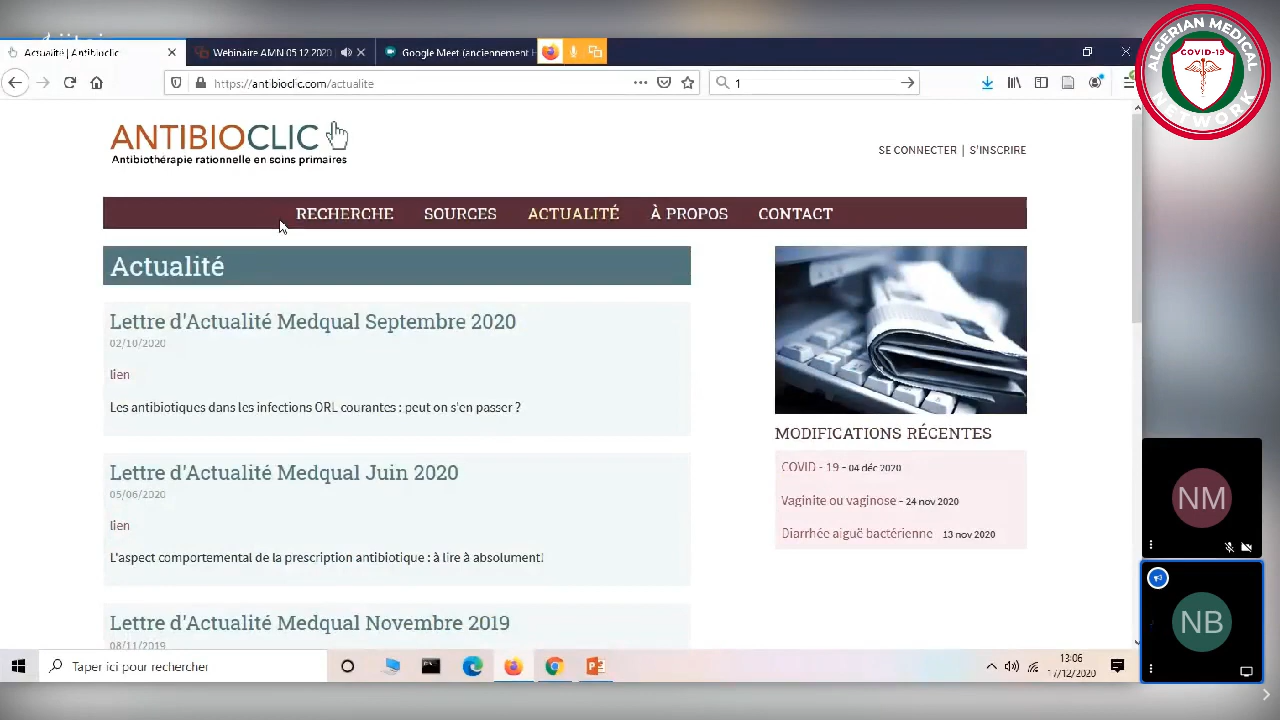 Actualité | Antibioclic
Webinaire AMN 05.12.2020
Google Meet (anciennement H
https://antibioclic.com/actualite
1
ALGERIAN MEDICAL
COVID-19
NETWORK
ANTIBIOCLIC
Antibiothérapie rationnelle en soins primaires
SE CONNECTER | S'INSCRIRE
RECHERCHE SOURCES ACTUALITÉ À PROPOS CONTACT
Actualité
Lettre d'Actualité Medqual Septembre 2020
02/10/2020
lien
Les antibiotiques dans les infections ORL courantes : peut on s'en passer ?
Lettre d'Actualité Medqual Juin 2020
05/06/2020
lien
L'aspect comportemental de la prescription antibiotique : à lire à absolument!
Lettre d'Actualité Medqual Novembre 2019
08/11/2019
MODIFICATIONS RÉCENTES
COVID - 19 - 04 déc 2020
Vaginite ou vaginose - 24 nov 2020
Diarrhée aiguë bactérienne - 13 nov 2020
NM
NB
Taper ici pour rechercher
13:06
17/12/2020